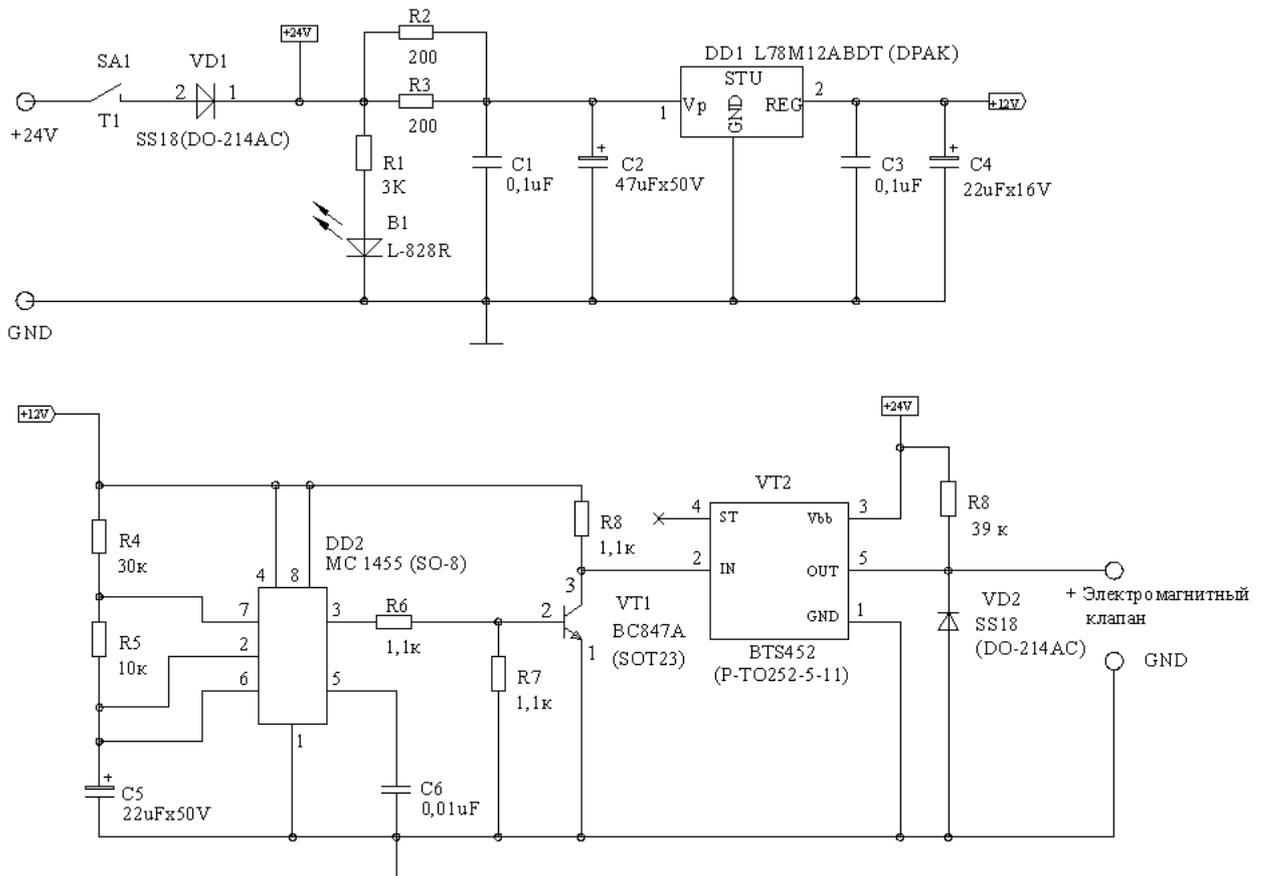 R2
+24V
200
SA1
VD1
DD1 L78M12ABDT (DPAK)
R3
STU
2 1
1 Vp
GND
REG 2
+12V
+24V
T1
200
SS18(DO-214AC)
R1
3K
C1
0,1uF
+
C2
47uFx50V
C3
0,1uF
+
C4
22uFx16V
B1
L-828R
GND
+12V
+24V
VT2
R4
30к
DD2
MC 1455 (SO-8)
R8
1,1к
4 ST
Vbb 3
R8
39 к
4 8
2 IN
OUT 5
7
3
R6
1,1к
3
2
VT1
BC847A
(SOT23)
1
GND 1
VD2
SS18
(DO-214AC)
+ Электромагнитный
клапан
R5
10к
2
6
5
R7
1,1к
BTS452
(P-TO252-5-11)
GND
1
+
C5
22uFx50V
C6
0,01uF